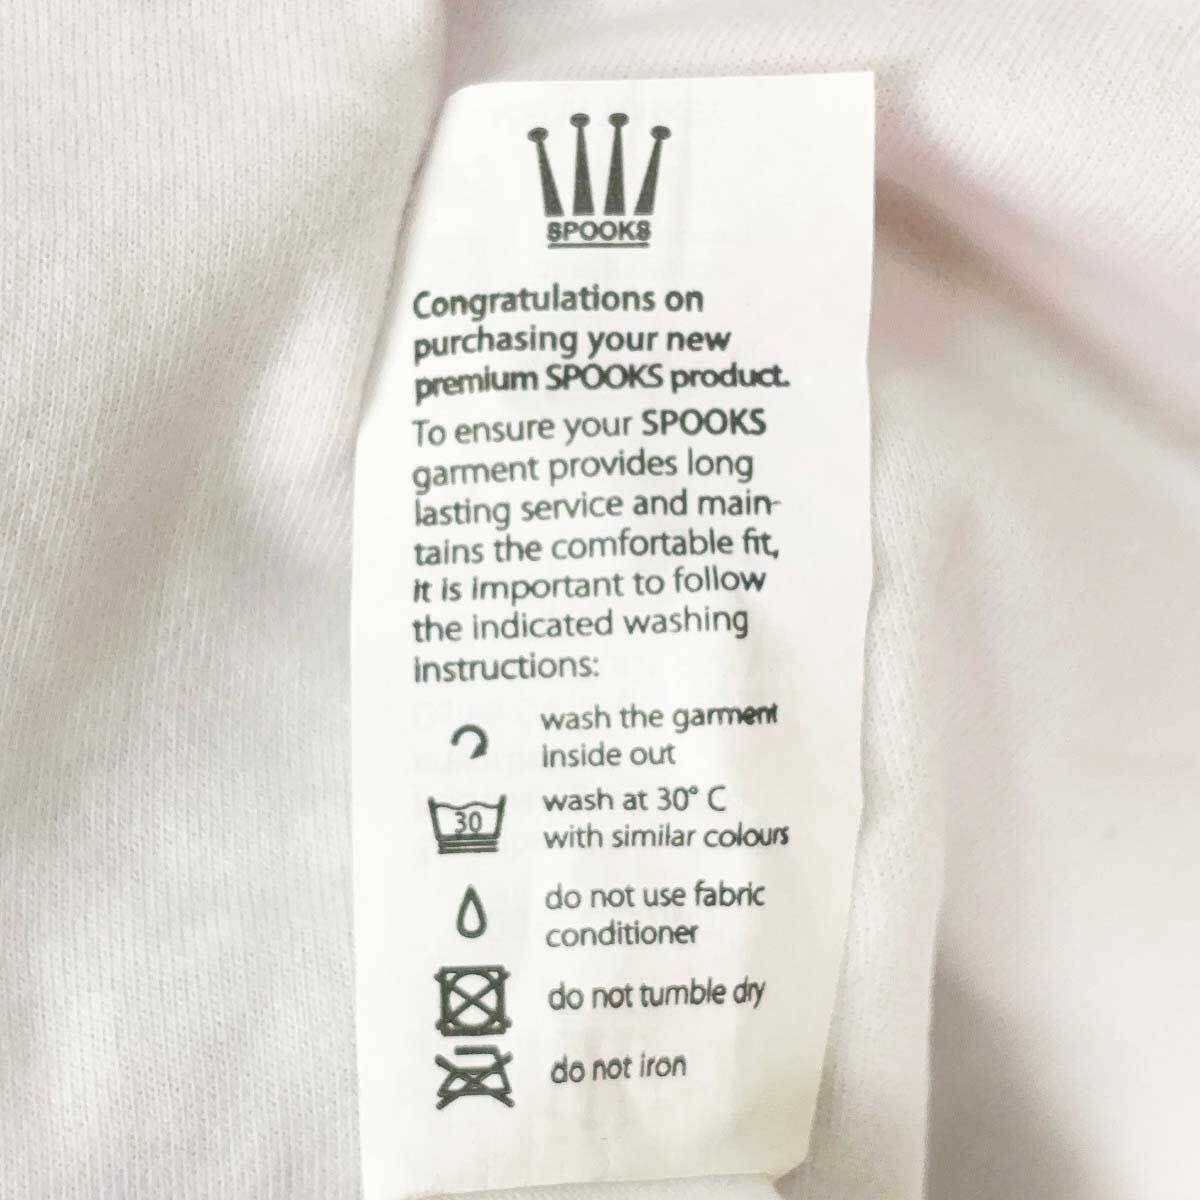 SPOOKS
Congratulations on
purchasing your new
premium SPOOKS product.
To ensure your SPOOKS
garment provides long
lasting service and main-
tains the comfortable fit,
it is important to follow
the indicated washing
instructions:
wash the garment
inside out
30
wash at 30° C
with similar colours
do not use fabric
conditioner
do not tumble dry
do not iron